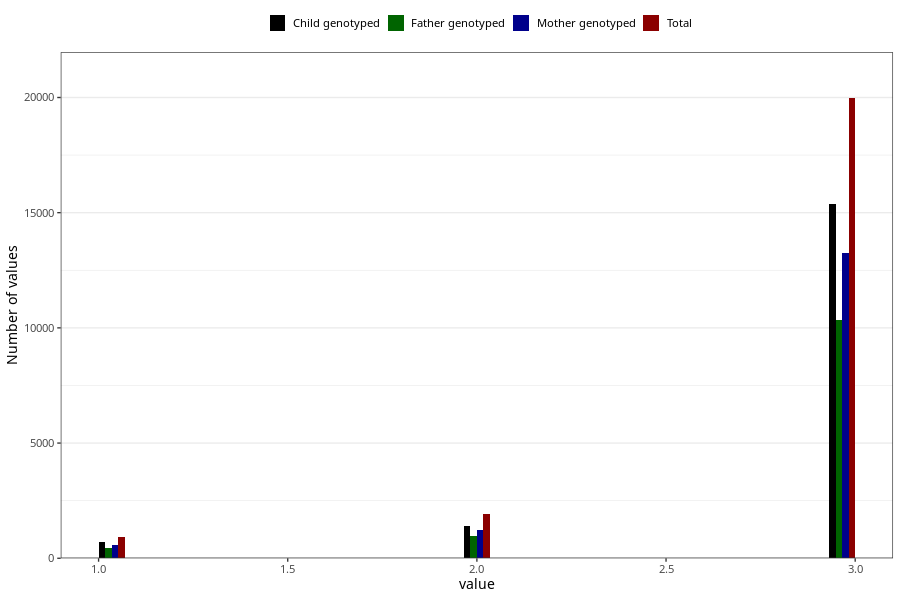 Child genotyped Father genotyped Mother genotyped Total
20000
15000
10000
5000
0
Number of values
1.0 1.5 2.0 2.5 3.0
value